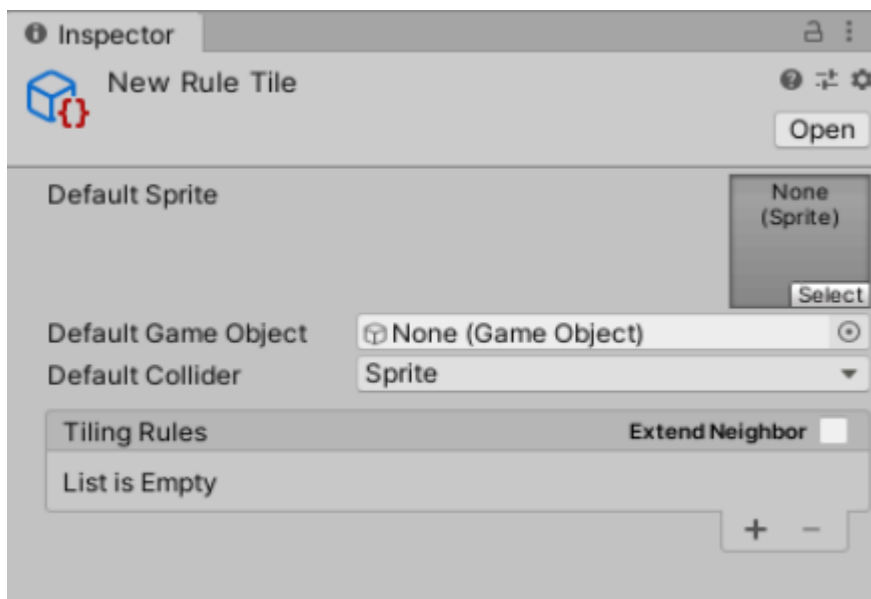 Inspector
New Rule Tile
Open
Default Sprite
None
(Sprite)
Select
Default Game Object None (Game Object)
Default Collider Sprite
Tiling Rules Extend Neighbor
List is Empty
+ −